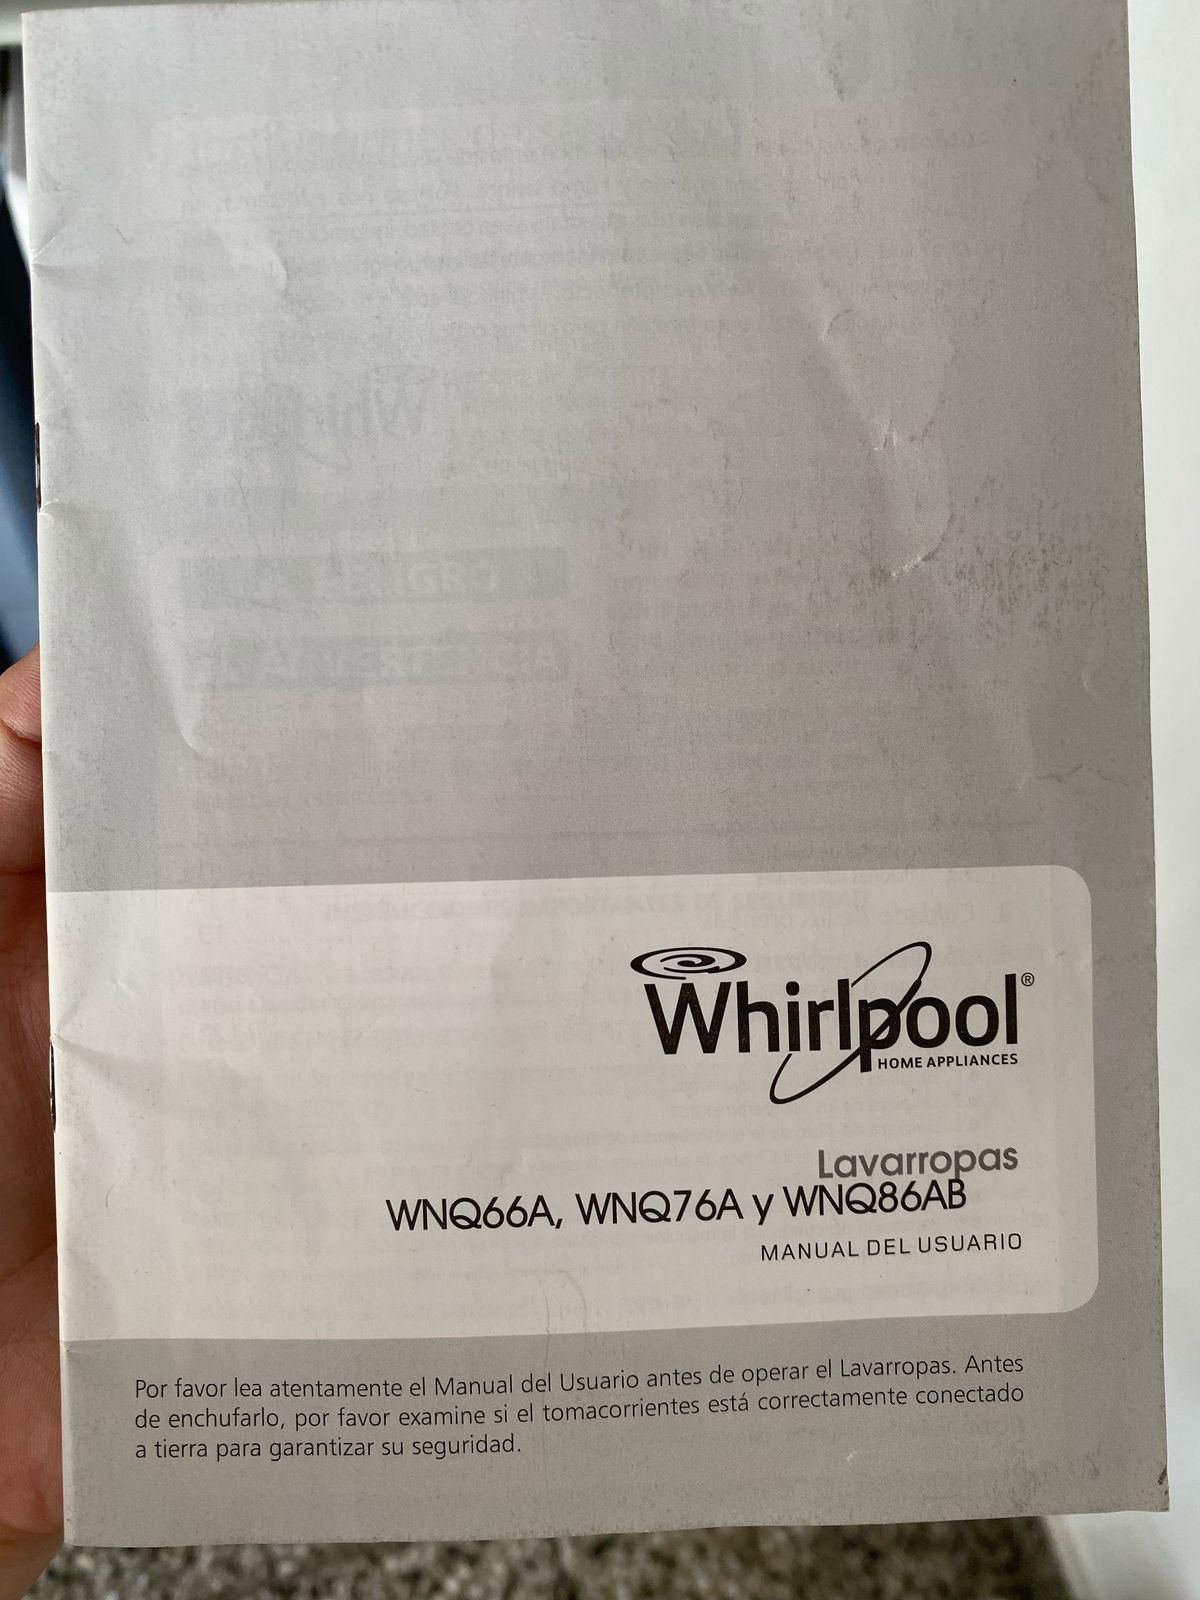 Whirlpool®
HOME APPLIANCES
Lavarropas
WNQ66A, WNQ76A y WNQ86AB
MANUAL DEL USUARIO
Por favor lea atentamente el Manual del Usuario antes de operar el Lavarropas. Antes
de enchufarlo, por favor examine si el tomacorrientes está correctamente conectado
a tierra para garantizar su seguridad.